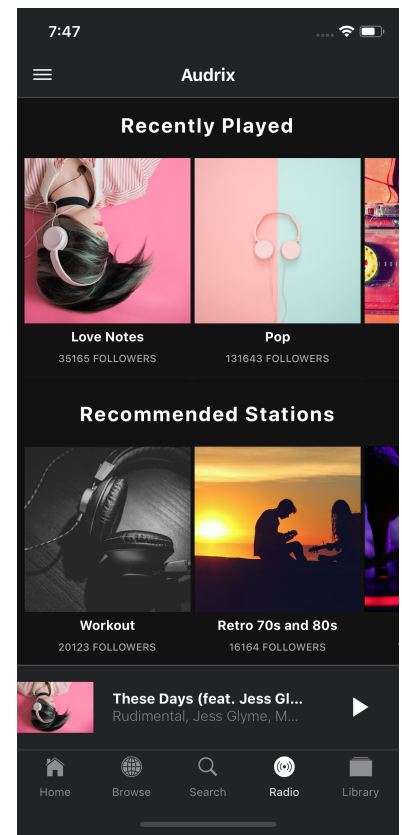 7:47
Audrix
Recently Played
Love Notes
35165 FOLLOWERS
Pop
131643 FOLLOWERS
Recommended Stations
Workout
20123 FOLLOWERS
Retro 70s and 80s
16164 FOLLOWERS
These Days (feat. Jess Gl...
Rudimental, Jess Glyme, M...
Home
Browse
Search
Radio
Library